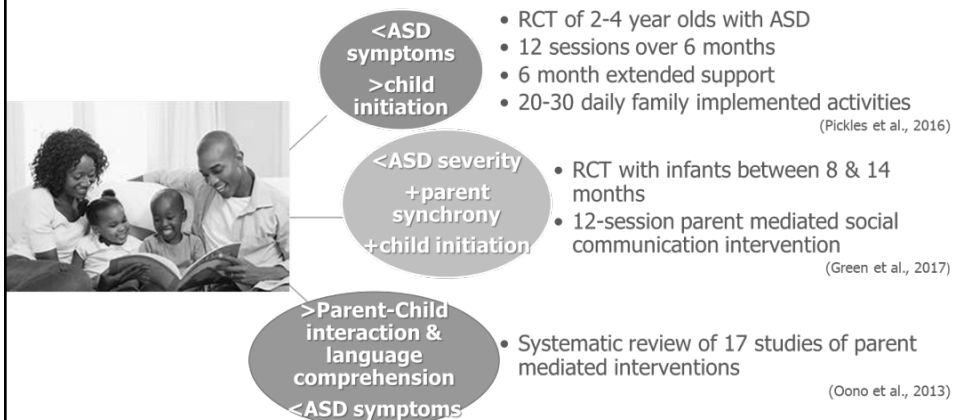 <ASD
symptoms
>child
initiation
• RCT of 2-4 year olds with ASD
• 12 sessions over 6 months
• 6 month extended support
• 20-30 daily family implemented activities
(Pickles et al., 2016)
<ASD severity
+parent
synchrony
+child initiation
• RCT with infants between 8 & 14
months
• 12-session parent mediated social
communication intervention
(Green et al., 2017)
>Parent-Child
interaction &
language
comprehension
<ASD symptoms
• Systematic review of 17 studies of parent
mediated interventions
(Oono et al., 2013)